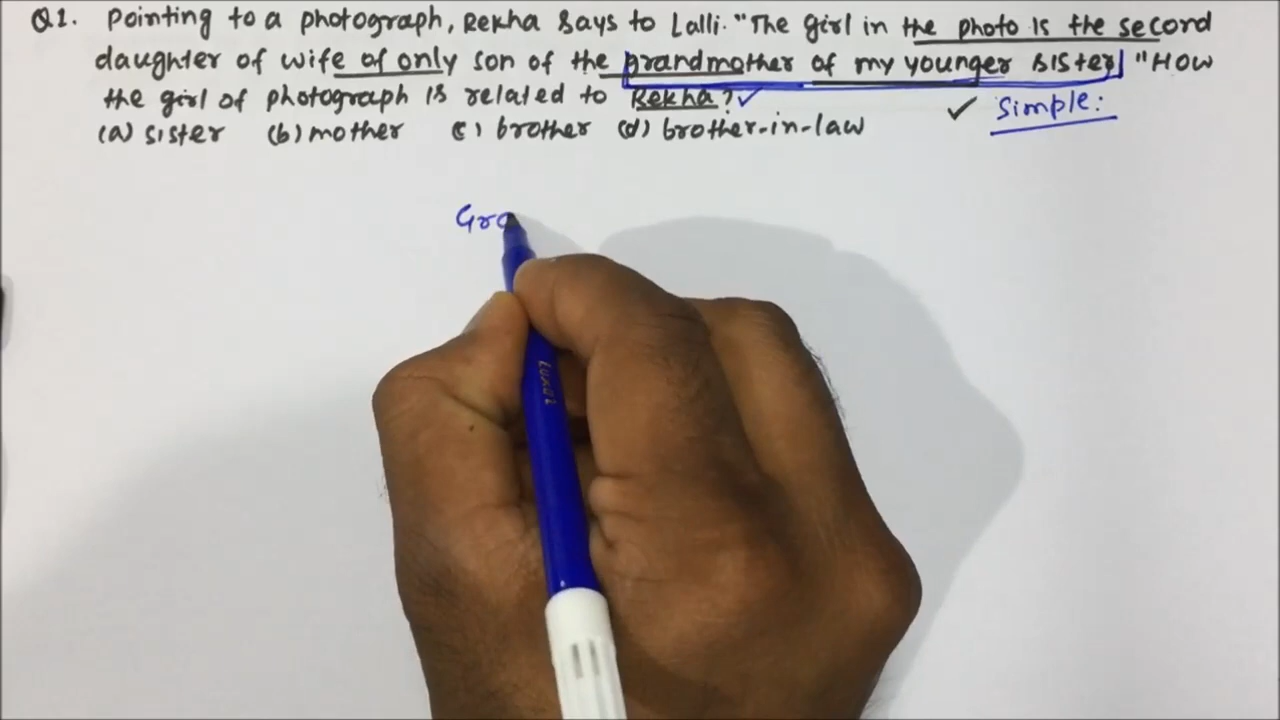 Q1. Pointing to a photograph, Rekha says to Lalli. "The girl in the photo is the second
daughter of wife of only son of the grandmother of my younger sister "How
the girl of photograph is related to Rekha?
(a) sister (b) mother (c) brother (d) brother-in-law
Simple:
Gra
LUXOR